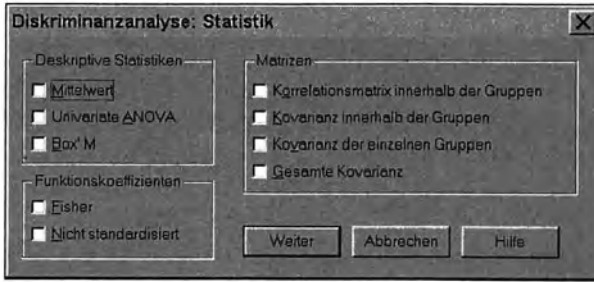 Diskriminanzanalyse: Statistik
Deskriptive Statistiken
Mittelwert
Univariate ANOVA
Box' M
Funktionskoeffizienten
Fisher
Nicht standardisiert
Matrizen
Korrelationsmatrix innerhalb der Gruppen
Kovarianz innerhalb der Gruppen
Kovarianz der einzelnen Gruppen
Gesamte Kovarianz
Weiter
Abbrechen
Hilfe